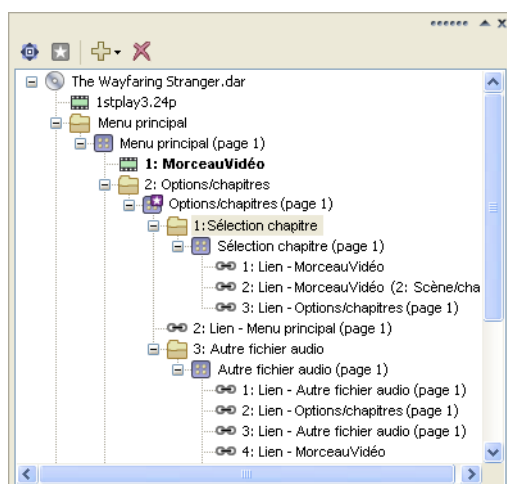 The Wayfaring Stranger.dar
1stplay3.24p
Menu principal
Menu principal (page 1)
1: MorceauVidéo
2: Options/chapitres
Options/chapitres (page 1)
1:Sélection chapitre
Sélection chapitre (page 1)
1: Lien - MorceauVidéo
2: Lien - MorceauVidéo (2: Scène/cha
3: Lien - Options/chapitres (page 1)
2: Lien - Menu principal (page 1)
3: Autre fichier audio
Autre fichier audio (page 1)
1: Lien - Autre fichier audio (page 1)
2: Lien - Options/chapitres (page 1)
3: Lien - Autre fichier audio (page 1)
4: Lien - MorceauVidéo